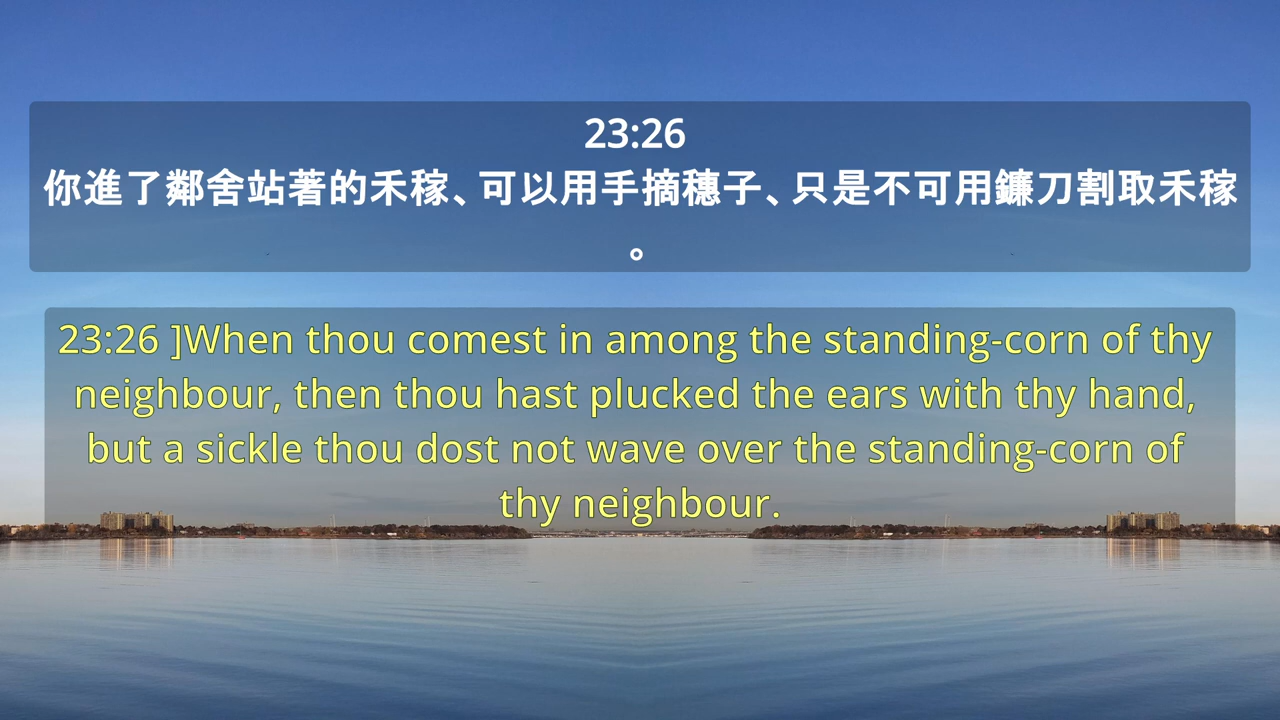 23:26
你進了鄰舍站著的禾稼、可以用手摘穗子、只是不可用鐮刀割取禾稼
。
23:26 ]When thou comest in among the standing-corn of thy
neighbour, then thou hast plucked the ears with thy hand,
but a sickle thou dost not wave over the standing-corn of
thy neighbour.